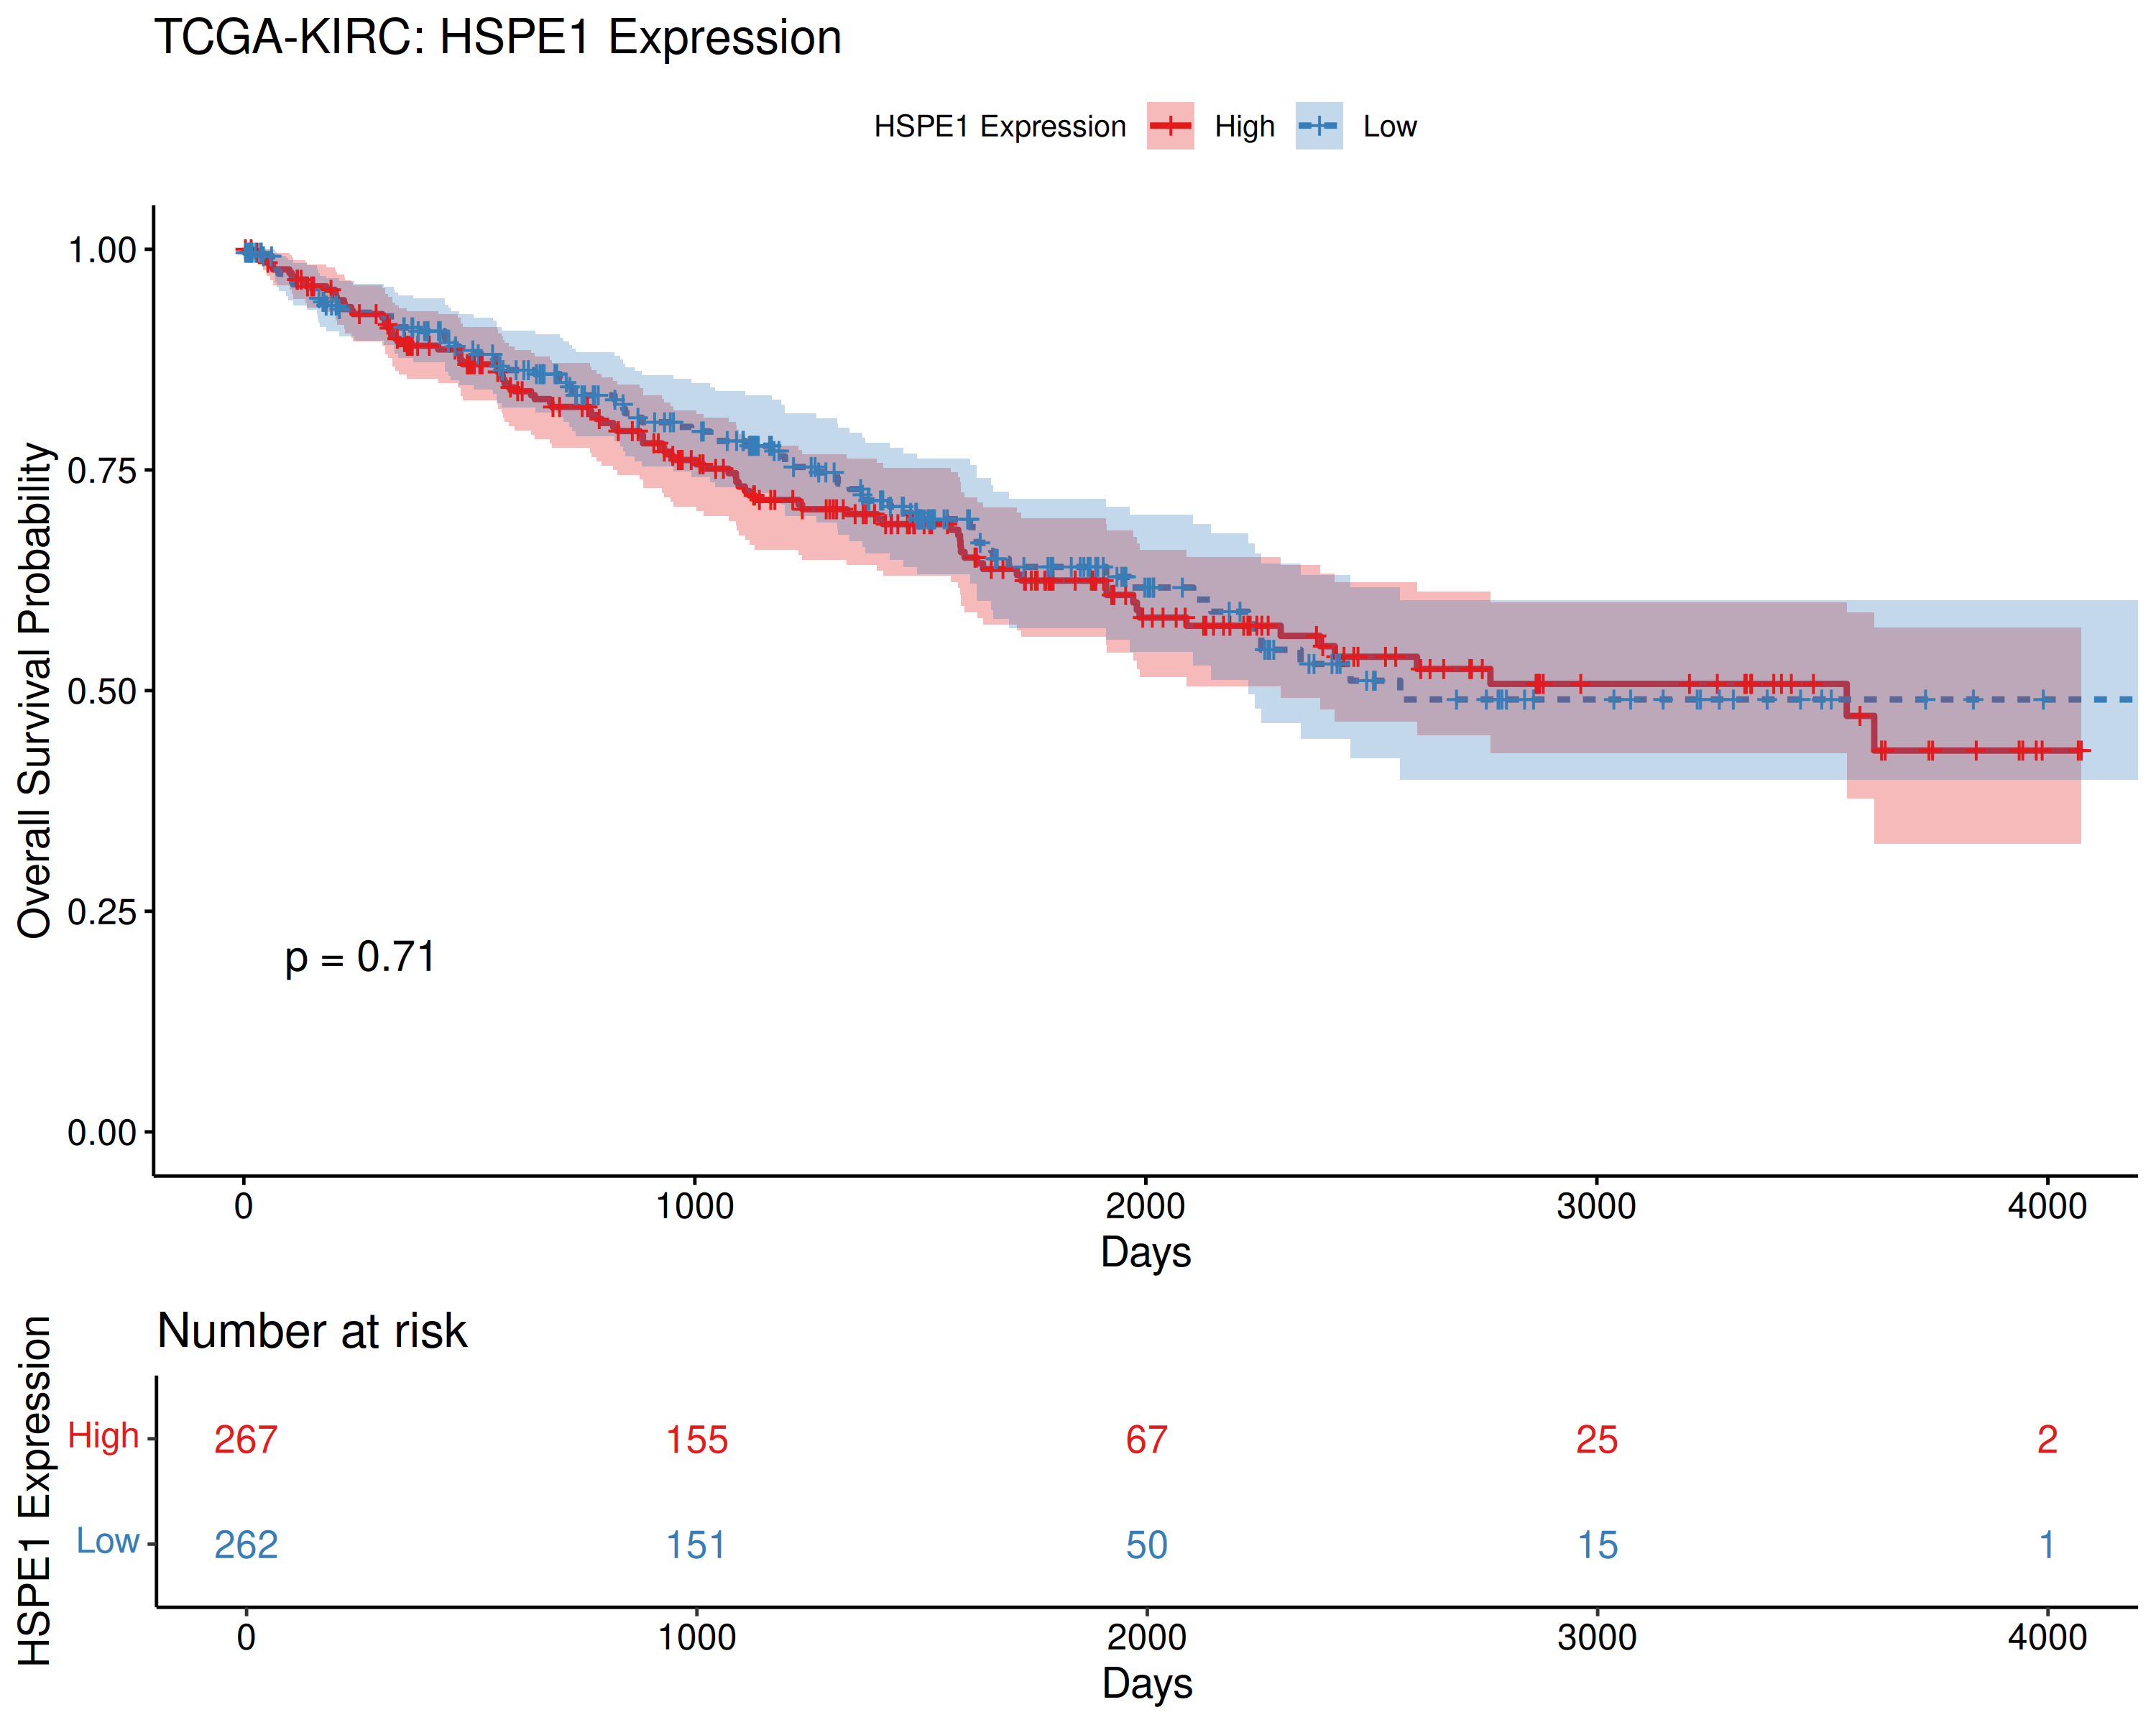 TCGA-KIRC: HSPE1 Expression
HSPE1 Expression High Low
Overall Survival Probability
1.00
0.75
0.50
0.25
0.00
p = 0.71
0 1000 2000 3000 4000
Days
Number at risk
HSPE1 Expression
High 267 155 67 25 2
Low 262 151 50 15 1
0 1000 2000 3000 4000
Days